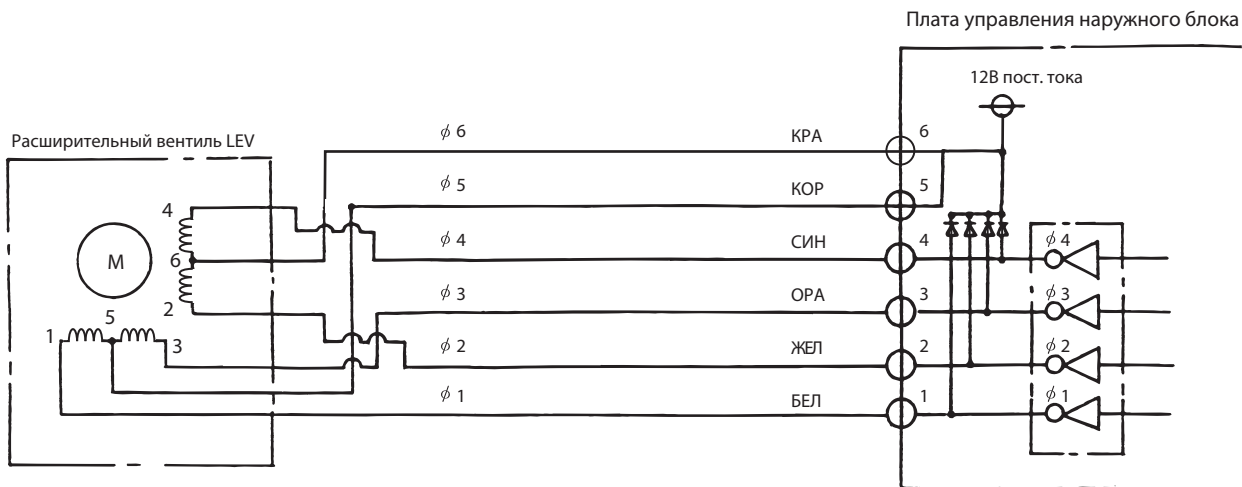 Плата управления наружного блока
12В пост. тока
Расширительный вентиль LEV
ϕ 6 КРА 6
ϕ 5 КОР 5
4
ϕ 4 СИН 4 ϕ 4
6
М
ϕ 3 ОРА 3 ϕ 3
2
5
1 3
ϕ 2 ЖЕЛ 2 ϕ 2
ϕ 1 БЕЛ 1 ϕ 1